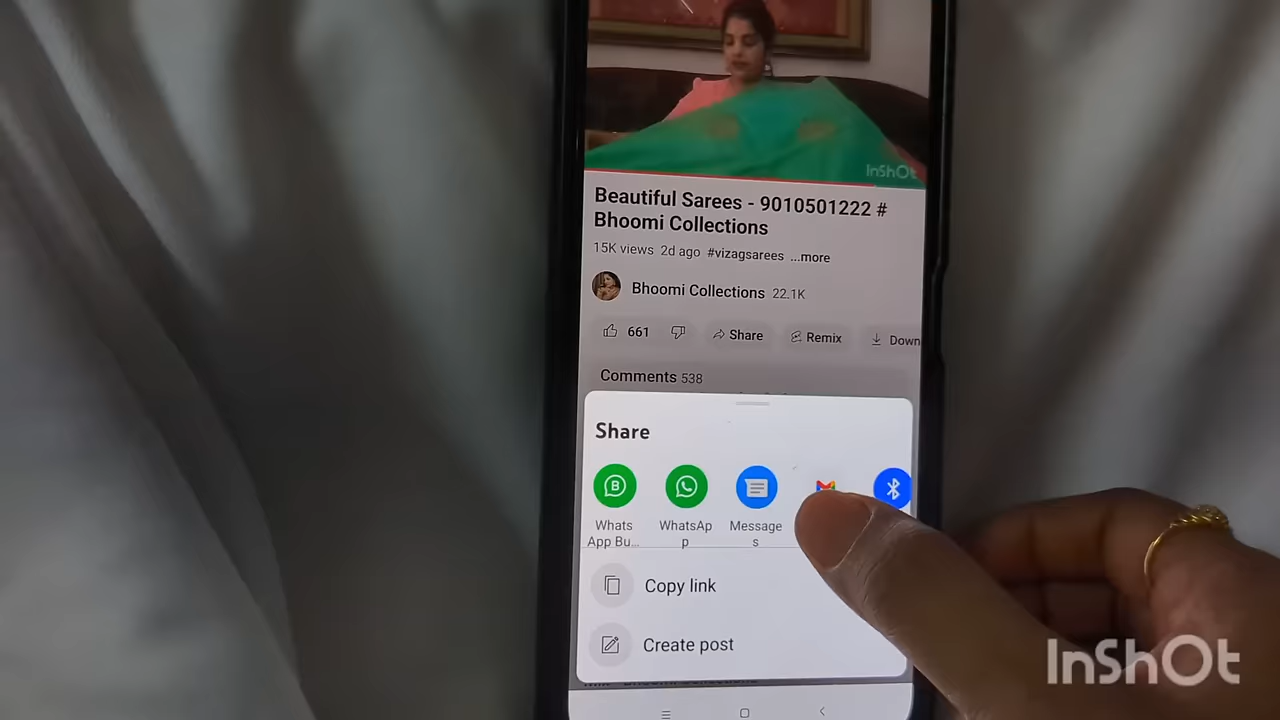 InShOt
Beautiful Sarees - 9010501222 #
Bhoomi Collections
15K views 2d ago #vizagsarees ...more
Bhoomi Collections 22.1K
661 Share Remix Down
Comments 538
Share
Whats
App Bu...
WhatsAp
p
Message
s
Copy link
Create post
InShOt